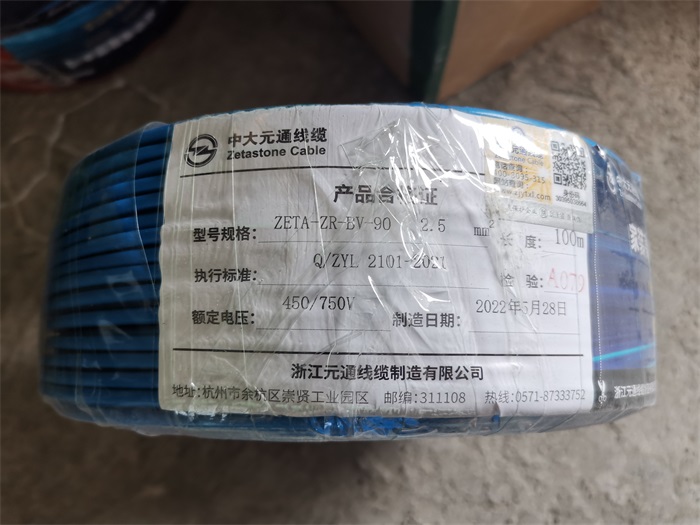 中大元通线缆
Zetastone Cable
产品合格证
型号规格: ZETA-ZR-BV-90 2.5 mm²
长度: 100m
执行标准: Q/ZYL 2101-2021
检验: A079
额定电压: 450/750V
制造日期: 2022年5月28日
浙江元通线缆制造有限公司
地址: 杭州市余杭区崇贤工业园区 邮编: 311108 热线: 0571-87333752